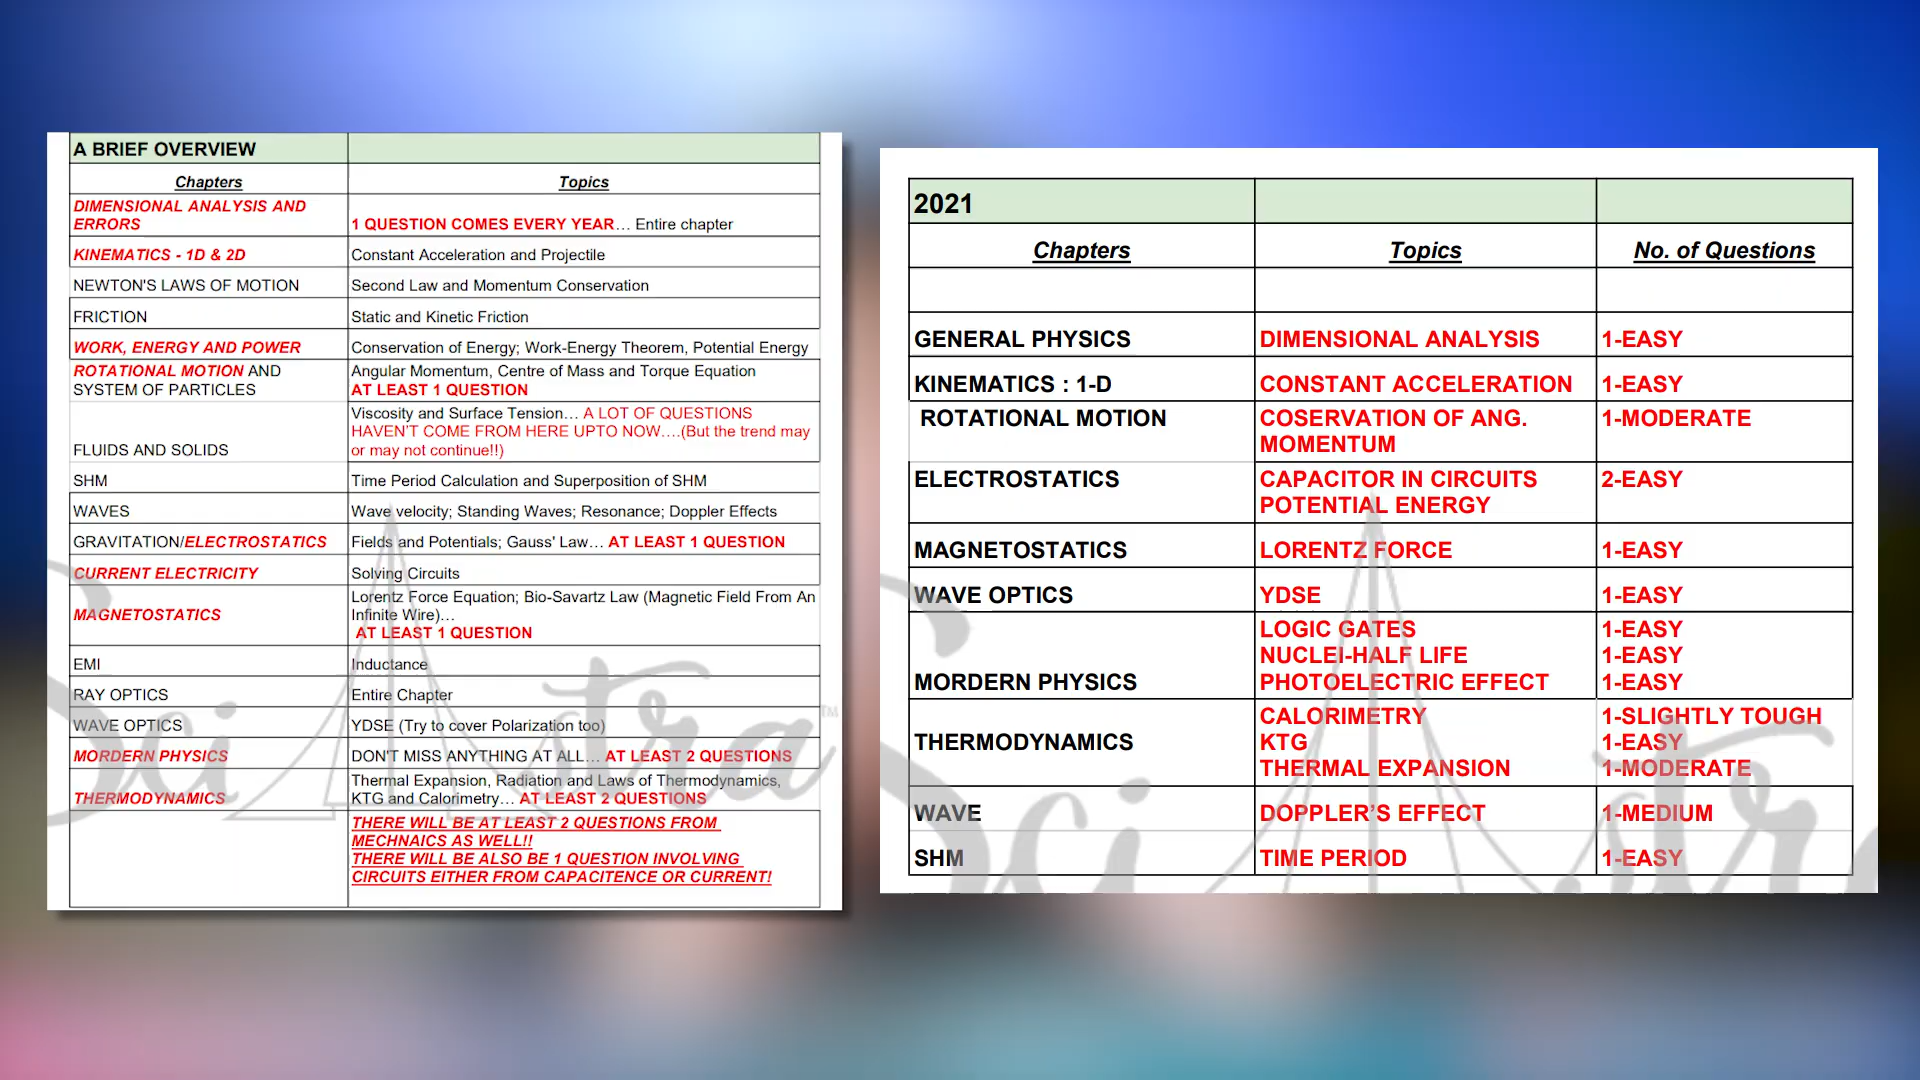 A BRIEF OVERVIEW
Chapters Topics
DIMENSIONAL ANALYSIS AND
ERRORS 1 QUESTION COMES EVERY YEAR... Entire chapter
KINEMATICS - 1D & 2D Constant Acceleration and Projectile
NEWTON'S LAWS OF MOTION Second Law and Momentum Conservation
FRICTION Static and Kinetic Friction
WORK, ENERGY AND POWER Conservation of Energy; Work-Energy Theorem, Potential Energy
ROTATIONAL MOTION AND Angular Momentum, Centre of Mass and Torque Equation
SYSTEM OF PARTICLES AT LEAST 1 QUESTION
Viscosity and Surface Tension... A LOT OF QUESTIONS
HAVEN'T COME FROM HERE UPTO NOW....(But the trend may
FLUIDS AND SOLIDS or may not continue!!)
SHM Time Period Calculation and Superposition of SHM
WAVES Wave velocity; Standing Waves; Resonance; Doppler Effects
GRAVITATION/ELECTROSTATICS Fields and Potentials; Gauss' Law... AT LEAST 1 QUESTION
CURRENT ELECTRICITY Solving Circuits
Lorentz Force Equation; Bio-Savartz Law (Magnetic Field From An
MAGNETOSTATICS Infinite Wire)...
AT LEAST 1 QUESTION
EMI Inductance
RAY OPTICS Entire Chapter
WAVE OPTICS YDSE (Try to cover Polarization too)
MORDERN PHYSICS DON'T MISS ANYTHING AT ALL... AT LEAST 2 QUESTIONS
Thermal Expansion, Radiation and Laws of Thermodynamics,
THERMODYNAMICS KTG and Calorimetry... AT LEAST 2 QUESTIONS
THERE WILL BE AT LEAST 2 QUESTIONS FROM
MECHNAICS AS WELL!!
THERE WILL BE ALSO BE 1 QUESTION INVOLVING
CIRCUITS EITHER FROM CAPACITENCE OR CURRENT!
Sci Astra™
2021
Chapters Topics No. of Questions
GENERAL PHYSICS DIMENSIONAL ANALYSIS 1-EASY
KINEMATICS : 1-D CONSTANT ACCELERATION 1-EASY
ROTATIONAL MOTION COSERVATION OF ANG. 1-MODERATE
MOMENTUM
ELECTROSTATICS CAPACITOR IN CIRCUITS 2-EASY
POTENTIAL ENERGY
MAGNETOSTATICS LORENTZ FORCE 1-EASY
WAVE OPTICS YDSE 1-EASY
LOGIC GATES 1-EASY
NUCLEI-HALF LIFE 1-EASY
MORDERN PHYSICS PHOTOELECTRIC EFFECT 1-EASY
CALORIMETRY 1-SLIGHTLY TOUGH
THERMODYNAMICS KTG 1-EASY
THERMAL EXPANSION 1-MODERATE
WAVE DOPPLER'S EFFECT 1-MEDIUM
SHM TIME PERIOD 1-EASY
Sci Astra